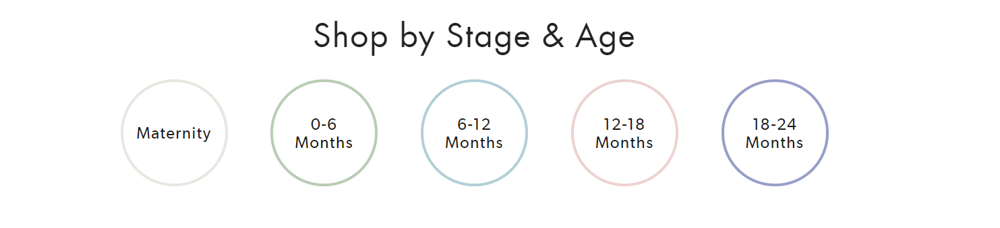 Shop by Stage & Age
Maternity
0-6
Months
6-12
Months
12-18
Months
18-24
Months